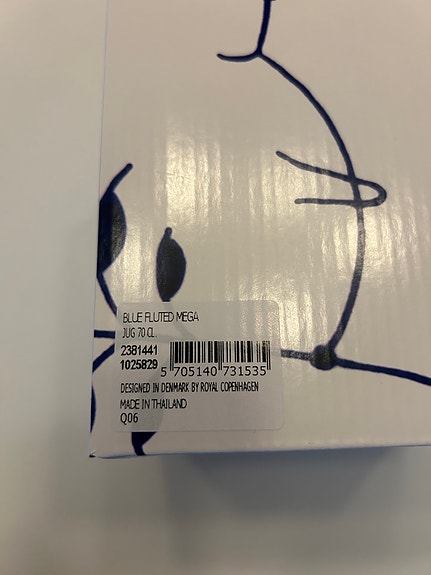 BLUE FLUTED MEGA
JUG 70 CL.
2381441
1025829
5 705140 731535
DESIGNED IN DENMARK BY ROYAL COPENHAGEN
MADE IN THAILAND
Q06